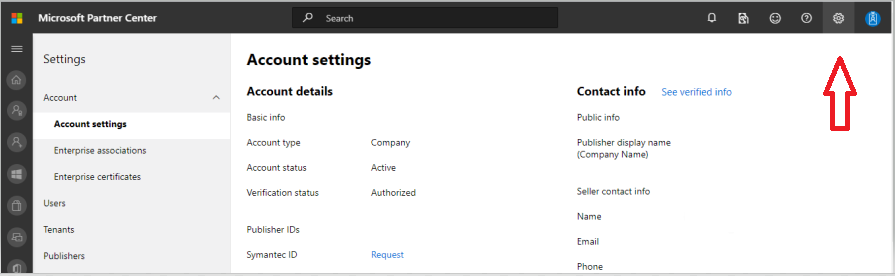 Microsoft Partner Center
Search
Settings
Account
Account settings
Enterprise associations
Enterprise certificates
Users
Tenants
Publishers
Account settings
Account details
Basic info
Account type Company
Account status Active
Verification status Authorized
Publisher IDs
Symantec ID Request
Contact info See verified info
Public info
Publisher display name
(Company Name)
Seller contact info
Name
Email
Phone